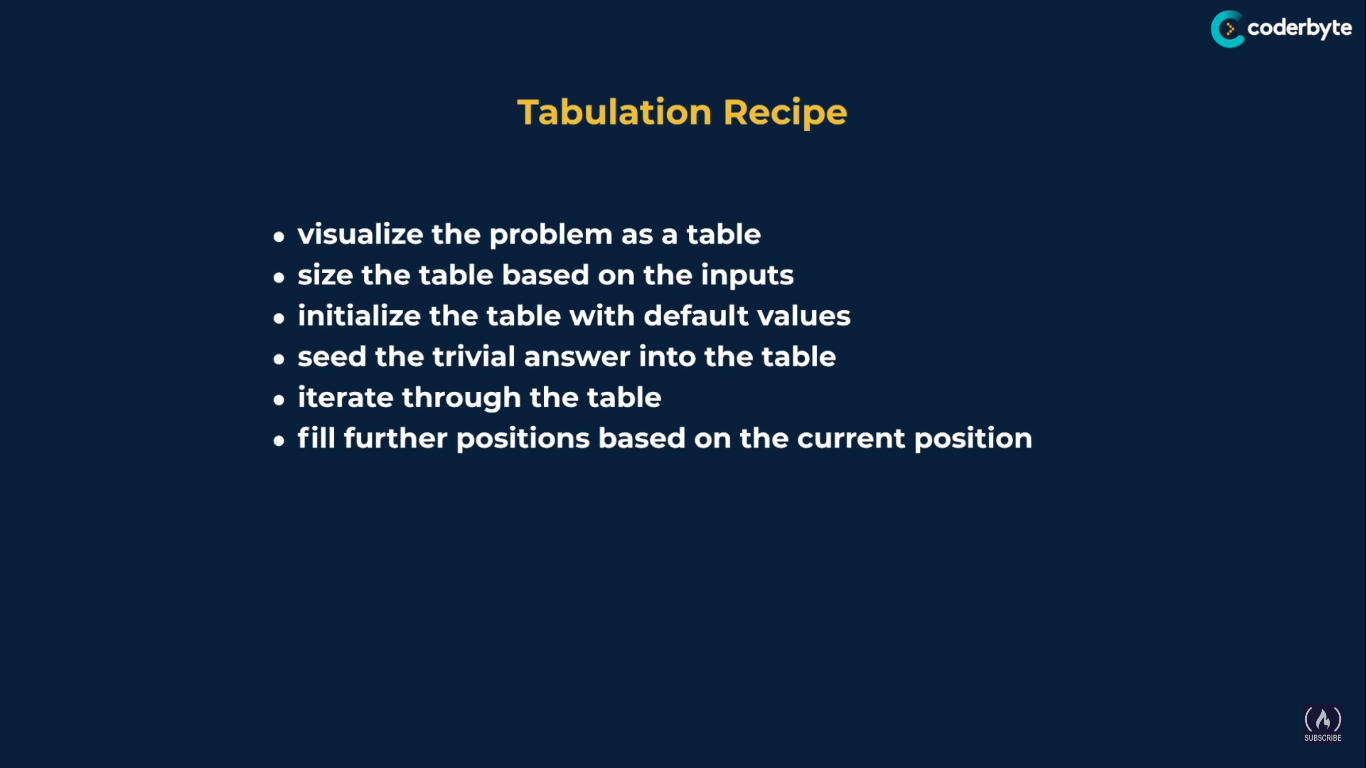 coderbyte
Tabulation Recipe
• visualize the problem as a table
• size the table based on the inputs
• initialize the table with default values
• seed the trivial answer into the table
• iterate through the table
• fill further positions based on the current position
SUBSCRIBE